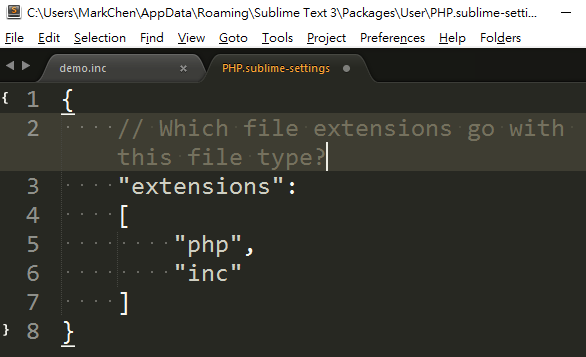 C:\Users\MarkChen\AppData\Roaming\Sublime Text 3\Packages\User\PHP.sublime-setti...
File Edit Selection Find View Goto Tools Project Preferences Help Folders
demo.inc × PHP.sublime-settings
1 {
2 // Which file extensions go with
this file type?
3 "extensions":
4 [
5 "php",
6 "inc"
7 ]
8 }